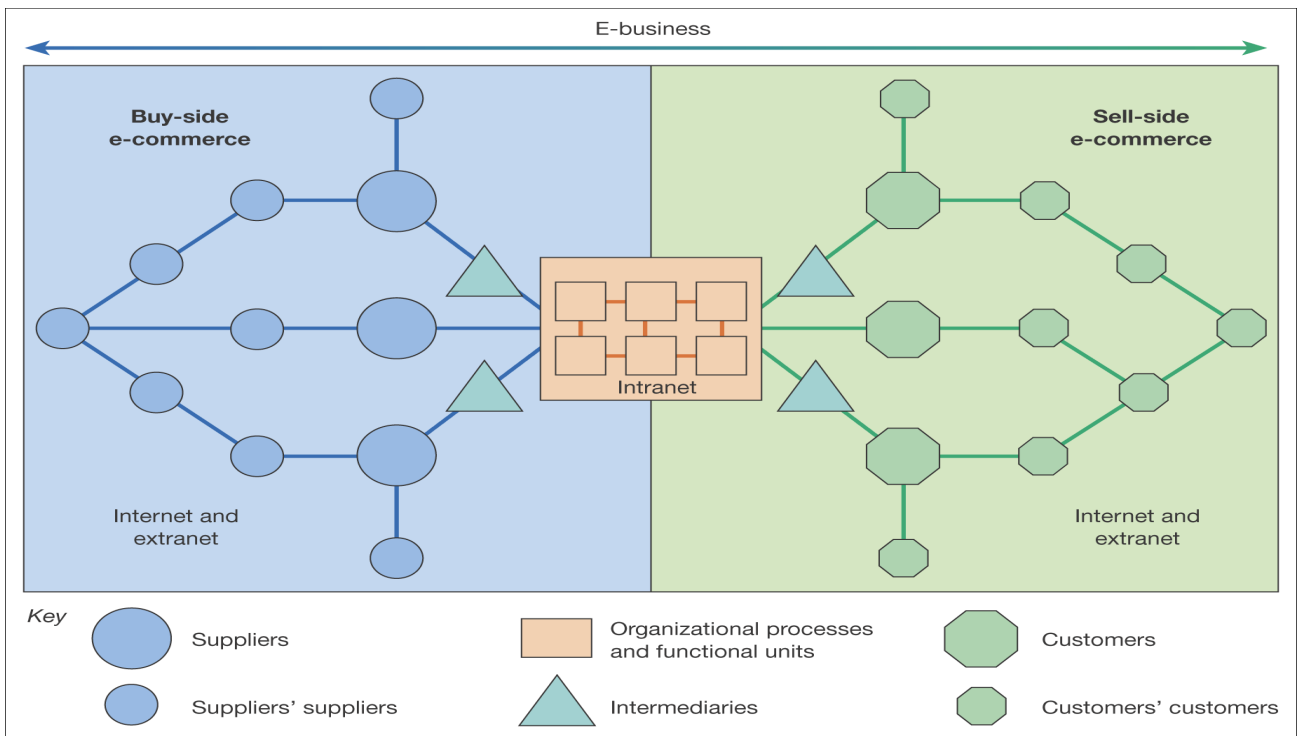 E-business
Buy-side
e-commerce
Sell-side
e-commerce
Intranet
Internet and
extranet
Internet and
extranet
Key
Suppliers
Organizational processes
and functional units
Customers
Suppliers' suppliers
Intermediaries
Customers' customers